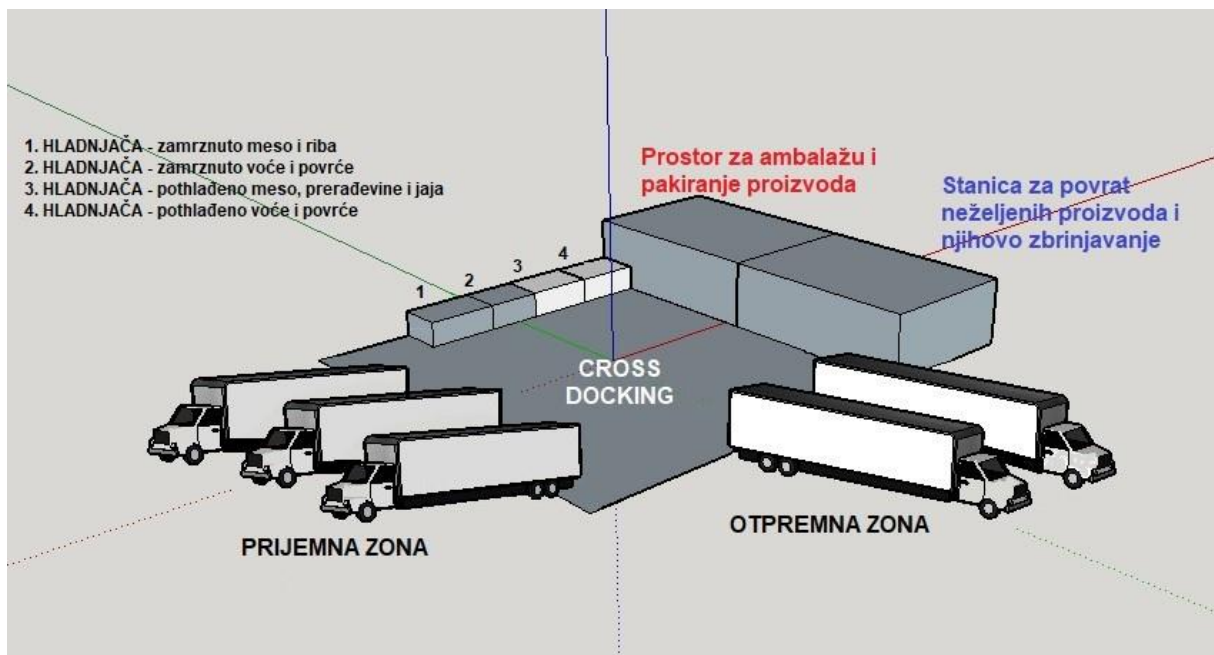 1. HLADNJAČA - zamrznuto meso i riba
2. HLADNJAČA - zamrznuto voće i povrće
3. HLADNJAČA - pothlađeno meso, prerađevine i jaja
4. HLADNJAČA - pothlađeno voće i povrće
Prostor za ambalažu i
pakiranje proizvoda
Stanica za povrat
neželjenih proizvoda i
njihovo zbrinjavanje
1
2
3
4
CROSS
DOCKING
PRIJEMNA ZONA
OTPREMNA ZONA